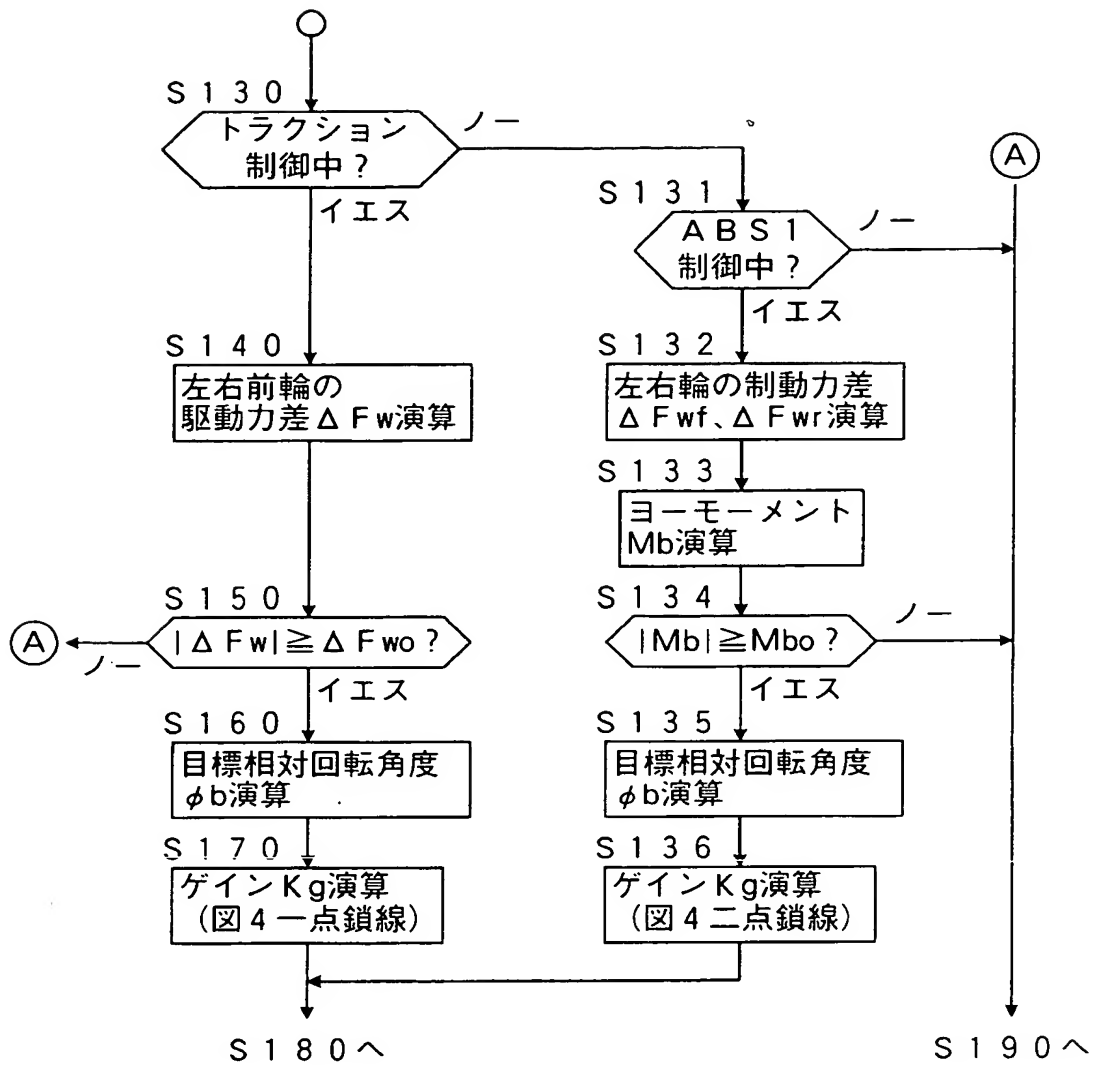 S130
トラクション
制御中?
ノー
イエス
S131
ABS1
制御中?
ノー
イエス
A
S140
左右前輪の
駆動力差ΔFw演算
S132
左右輪の制動力差
ΔFwf、ΔFwr演算
S133
ヨーモーメント
Mb演算
S150
|ΔFw|≧ΔFwo?
A
ノー
イエス
S134
|Mb|≧Mbo?
ノー
イエス
S160
目標相対回転角度
φb演算
S135
目標相対回転角度
φb演算
S170
ゲインKg演算
(図4一点鎖線)
S136
ゲインKg演算
(図4二点鎖線)
S180へ
S190へ